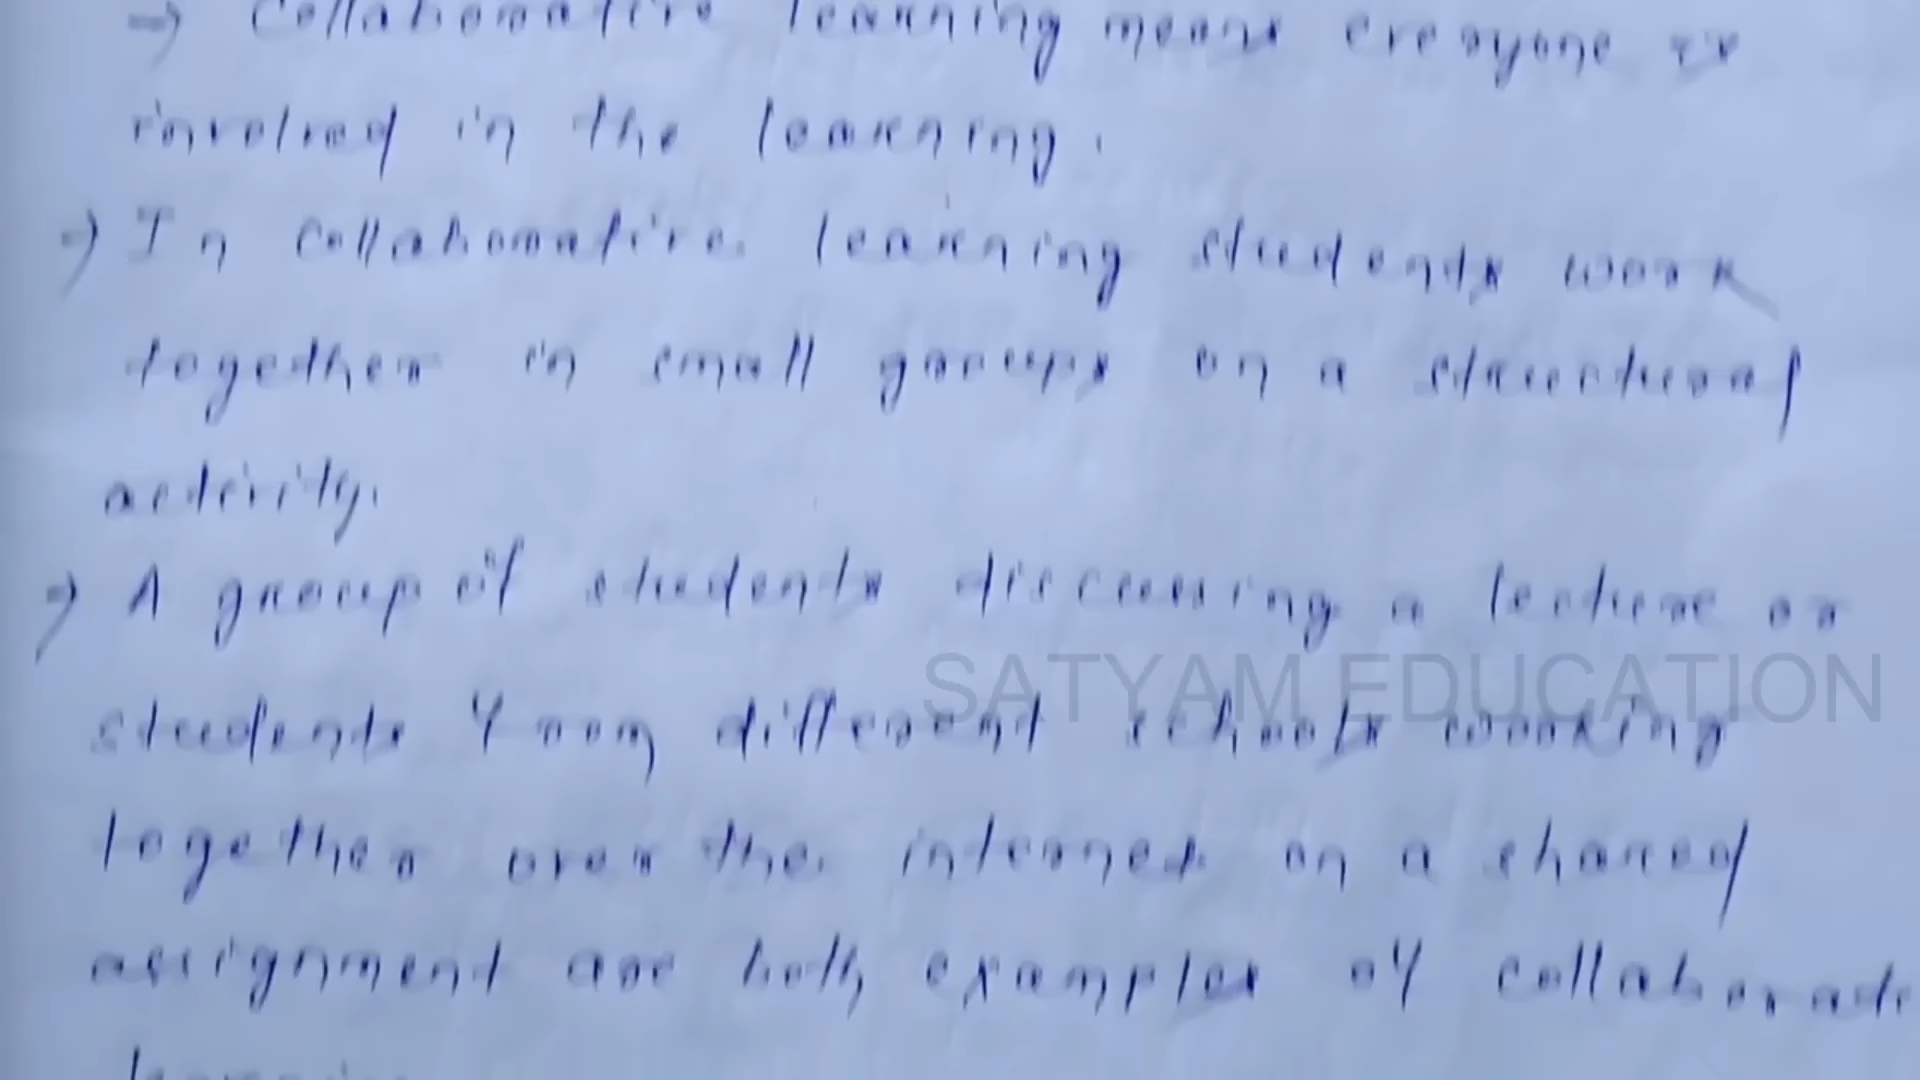 → Collaborative learning means everyone is
involved in the learning.
→ In collaborative learning students work
together in small groups on a structural
activity.
→ A group of students discussing a lecture or
SATYAM EDUCATION
students from different schools working
together over the internet on a shared
assignment are both examples of collaborati
learning